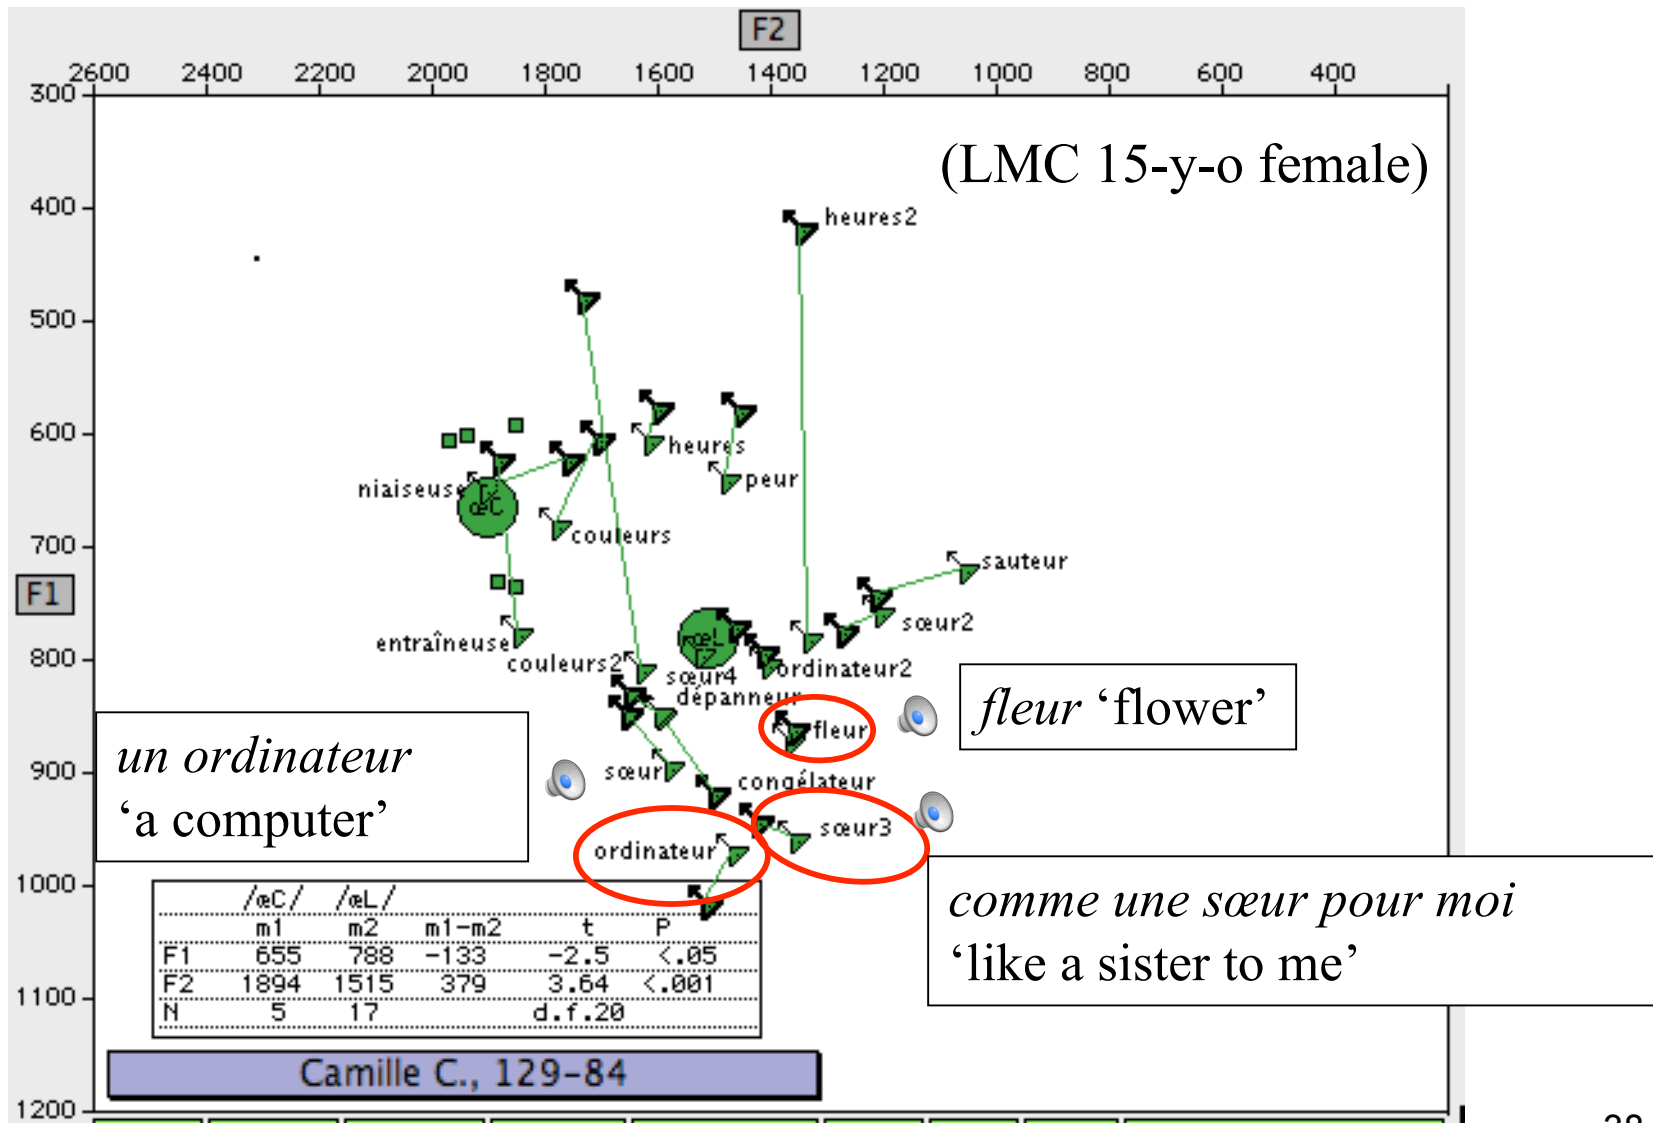 F2
2600 2400 2200 2000 1800 1600 1400 1200 1000 800 600 400
300
(LMC 15-y-o female)
400
heures2
500
600
heures
niaiseuse
peur
œC
couleurs
700
sauteur
F1
sœur2
entraîneuse
œL
couleurs2
800
ordinateur2
sœur4
dépanneur
fleur
fleur ‘flower’
un ordinateur
‘a computer’
900
sœur
congélateur
sœur3
ordinateur
comme une sœur pour moi
‘like a sister to me’
1000
/œC/ /œL/
m1 m2 m1-m2 t P
F1 655 788 -133 -2.5 <.05
F2 1894 1515 379 3.64 <.001
N 5 17 d.f.20
1100
Camille C., 129-84
1200